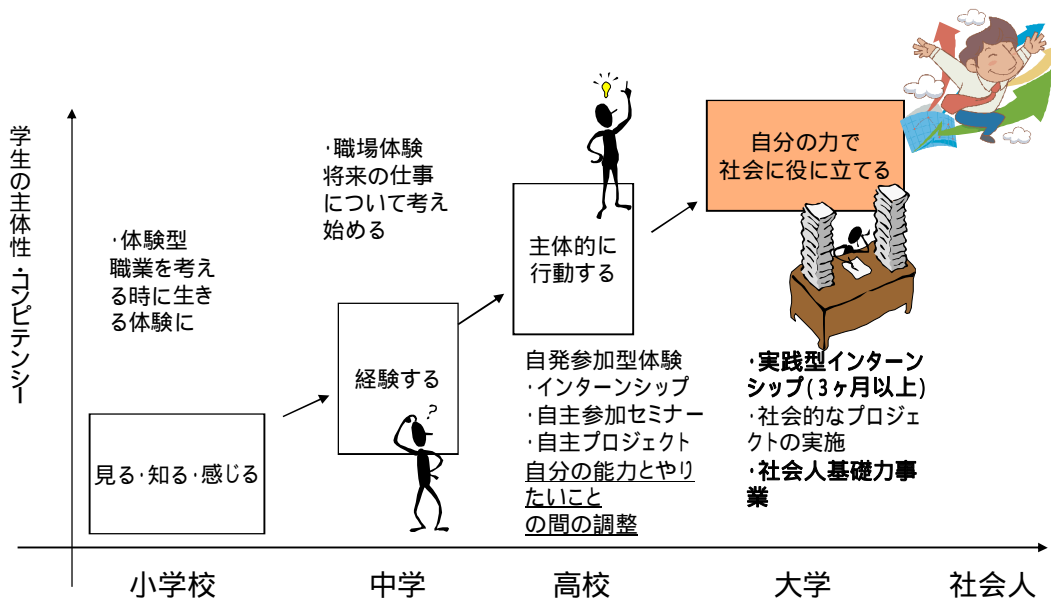 学生の主体性・コンピテンシー
・体験型
職業を考え
る時に生き
る体験に
見る・知る・感じる
・職場体験
将来の仕事
について考え
始める
経験する
?
主体的に
行動する
自発参加型体験
・インターンシップ
・自主参加セミナー
・自主プロジェクト
自分の能力とやり
たいこと
の間の調整
自分の力で
社会に役に立てる
・実践型インターン
シップ(3ヶ月以上)
・社会的なプロジェ
クトの実施
・社会人基礎力事
業
小学校
中学
高校
大学
社会人